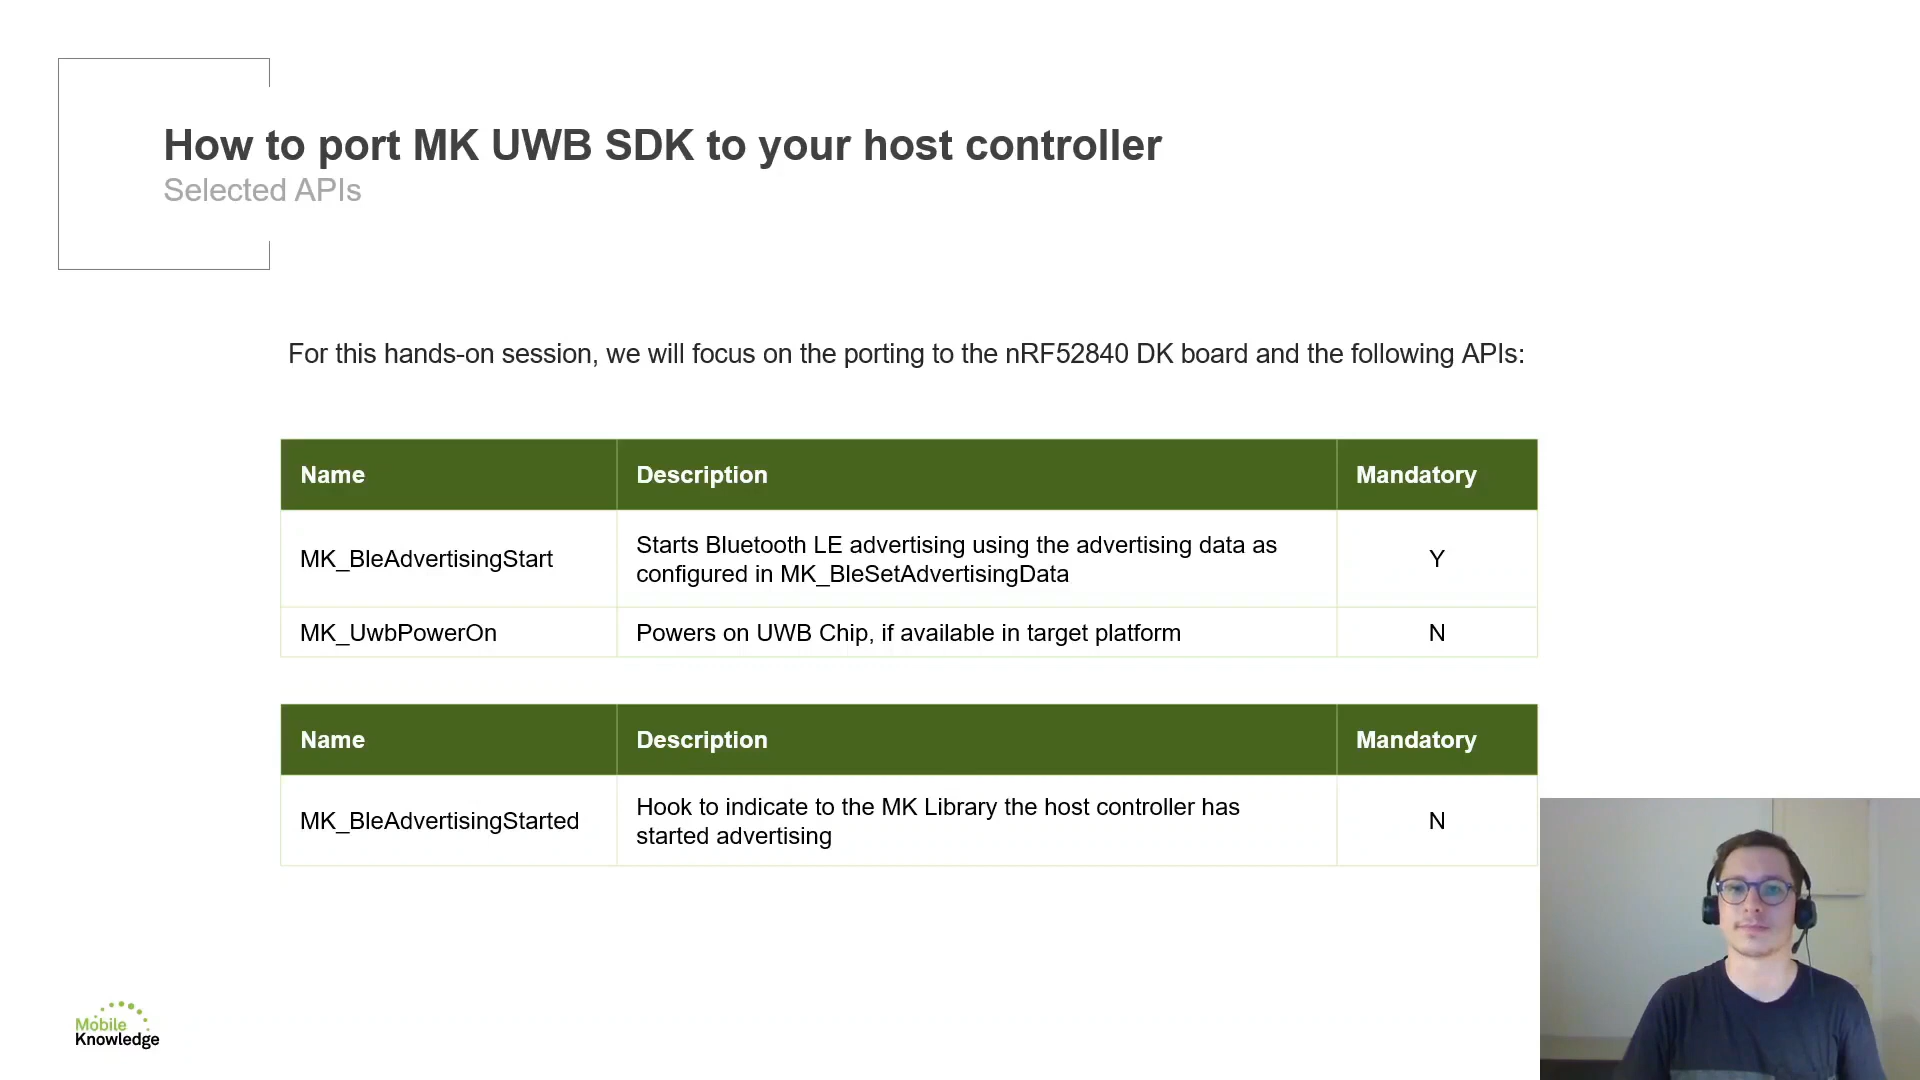 How to port MK UWB SDK to your host controller
Selected APIs
For this hands-on session, we will focus on the porting to the nRF52840 DK board and the following APIs:
Name Description Mandatory
MK_BleAdvertisingStart
Starts Bluetooth LE advertising using the advertising data as
configured in MK_BleSetAdvertisingData
Y
MK_UwbPowerOn Powers on UWB Chip, if available in target platform N
Name Description Mandatory
MK_BleAdvertisingStarted
Hook to indicate to the MK Library the host controller has
started advertising
N
Mobile
Knowledge